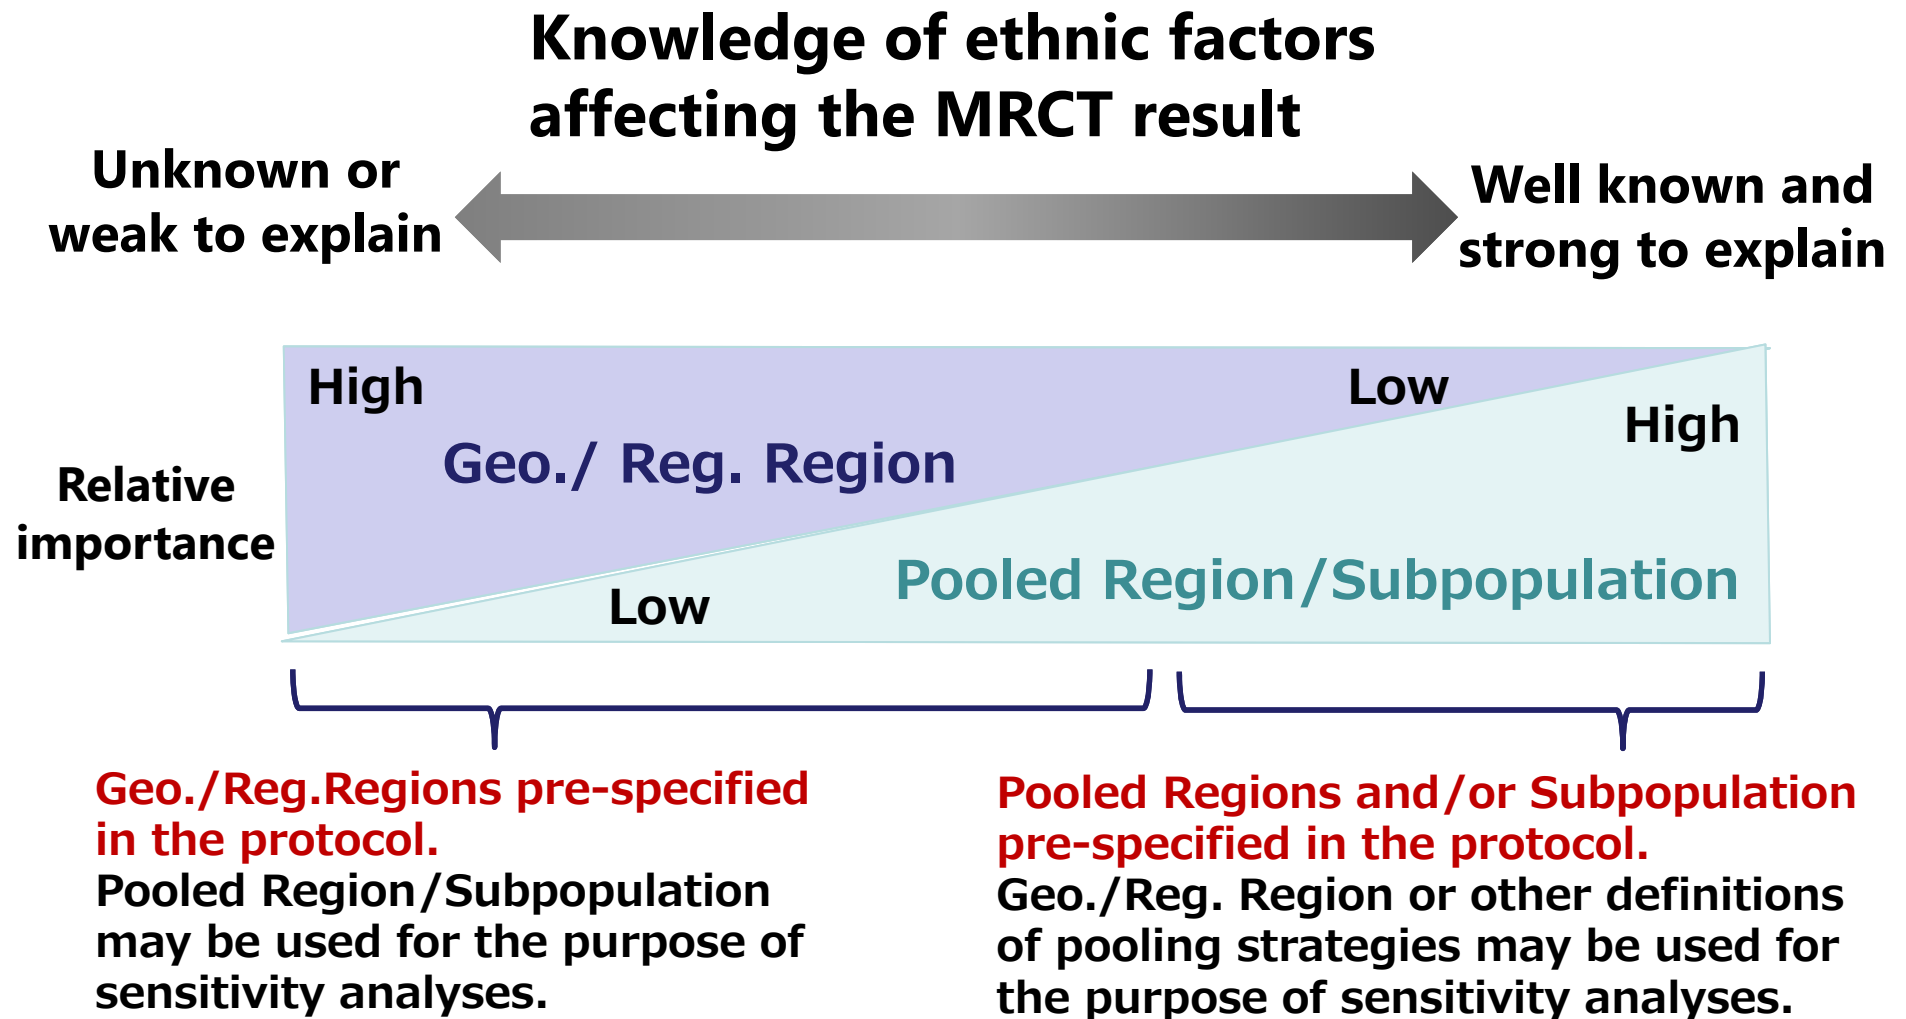 Knowledge of ethnic factors
affecting the MRCT result
Unknown or
weak to explain
Well known and
strong to explain
Relative
importance
High
Geo./ Reg. Region
Low
High
Low
Pooled Region/Subpopulation
Geo./Reg.Regions pre-specified
in the protocol.
Pooled Region/Subpopulation
may be used for the purpose of
sensitivity analyses.
Pooled Regions and/or Subpopulation
pre-specified in the protocol.
Geo./Reg. Region or other definitions
of pooling strategies may be used for
the purpose of sensitivity analyses.